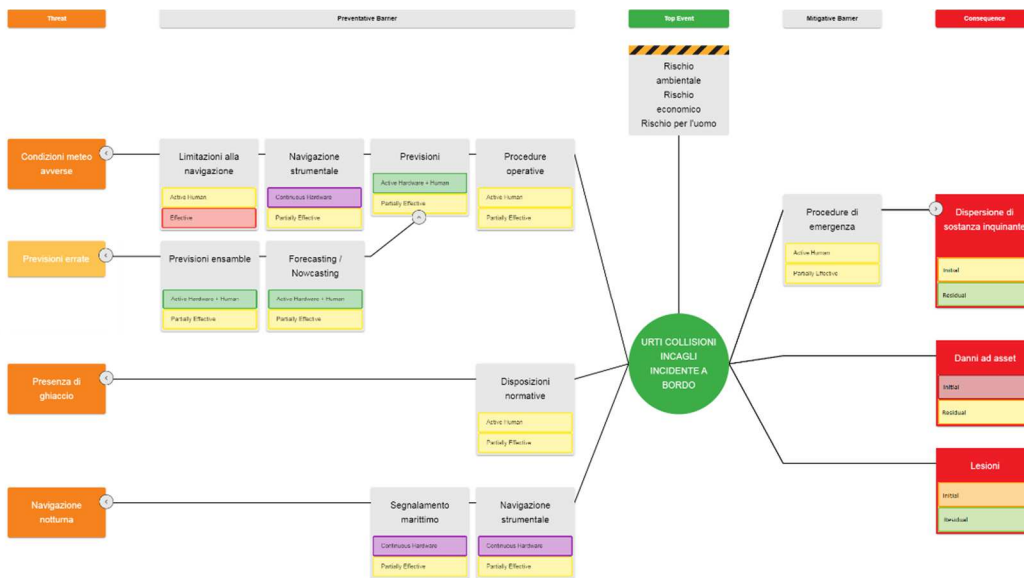 Threat
Preventative Barrier
Top Event
Mitigative Barrier
Consequence
Rischio
ambientale
Rischio
economico
Rischio per l'uomo
Condizioni meteo
avverse
Limitazioni alla
navigazione
Active Human
Effective
Navigazione
strumentale
Continuous Hardware
Partially Effective
Previsioni
Active Hardware + Human
Partially Effective
Procedure
operative
Active Human
Partially Effective
Previsioni errate
Previsioni ensamble
Active Hardware + Human
Partially Effective
Forecasting /
Nowcasting
Active Hardware + Human
Partially Effective
Presenza di
ghiaccio
Disposizioni
normative
Active Human
Partially Effective
Navigazione
notturna
Segnalamento
marittimo
Continuous Hardware
Partially Effective
Navigazione
strumentale
Continuous Hardware
Partially Effective
URTI COLLISIONI
INCAGLI
INCIDENTE A
BORDO
Procedure di
emergenza
Active Human
Partially Effective
Dispersione di
sostanza inquinante
Initial
Residual
Danni ad asset
Initial
Residual
Lesioni
Initial
Residual